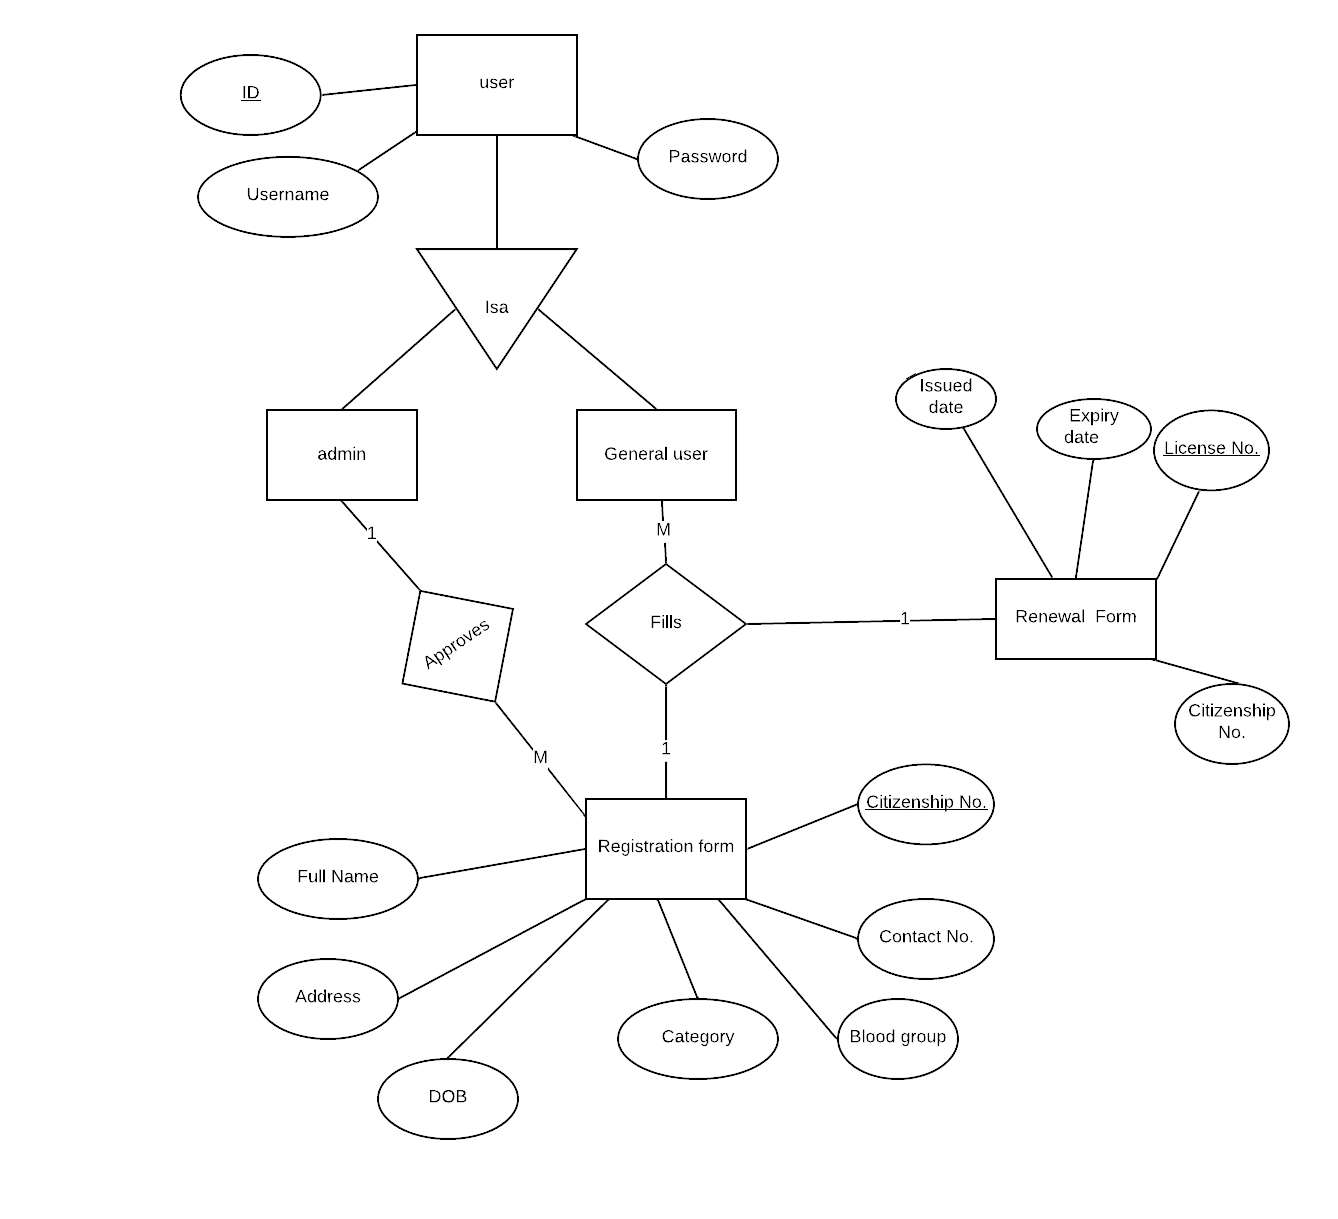 user
ID
Password
Username
Isa
Issued
date
Expiry
date
License No.
admin
General user
M
1
Renewal  Form
Fills
1
Approves
Citizenship
No.
1
M
Citizenship No.
Registration form
Full Name
Contact No.
Address
Category
Blood group
DOB